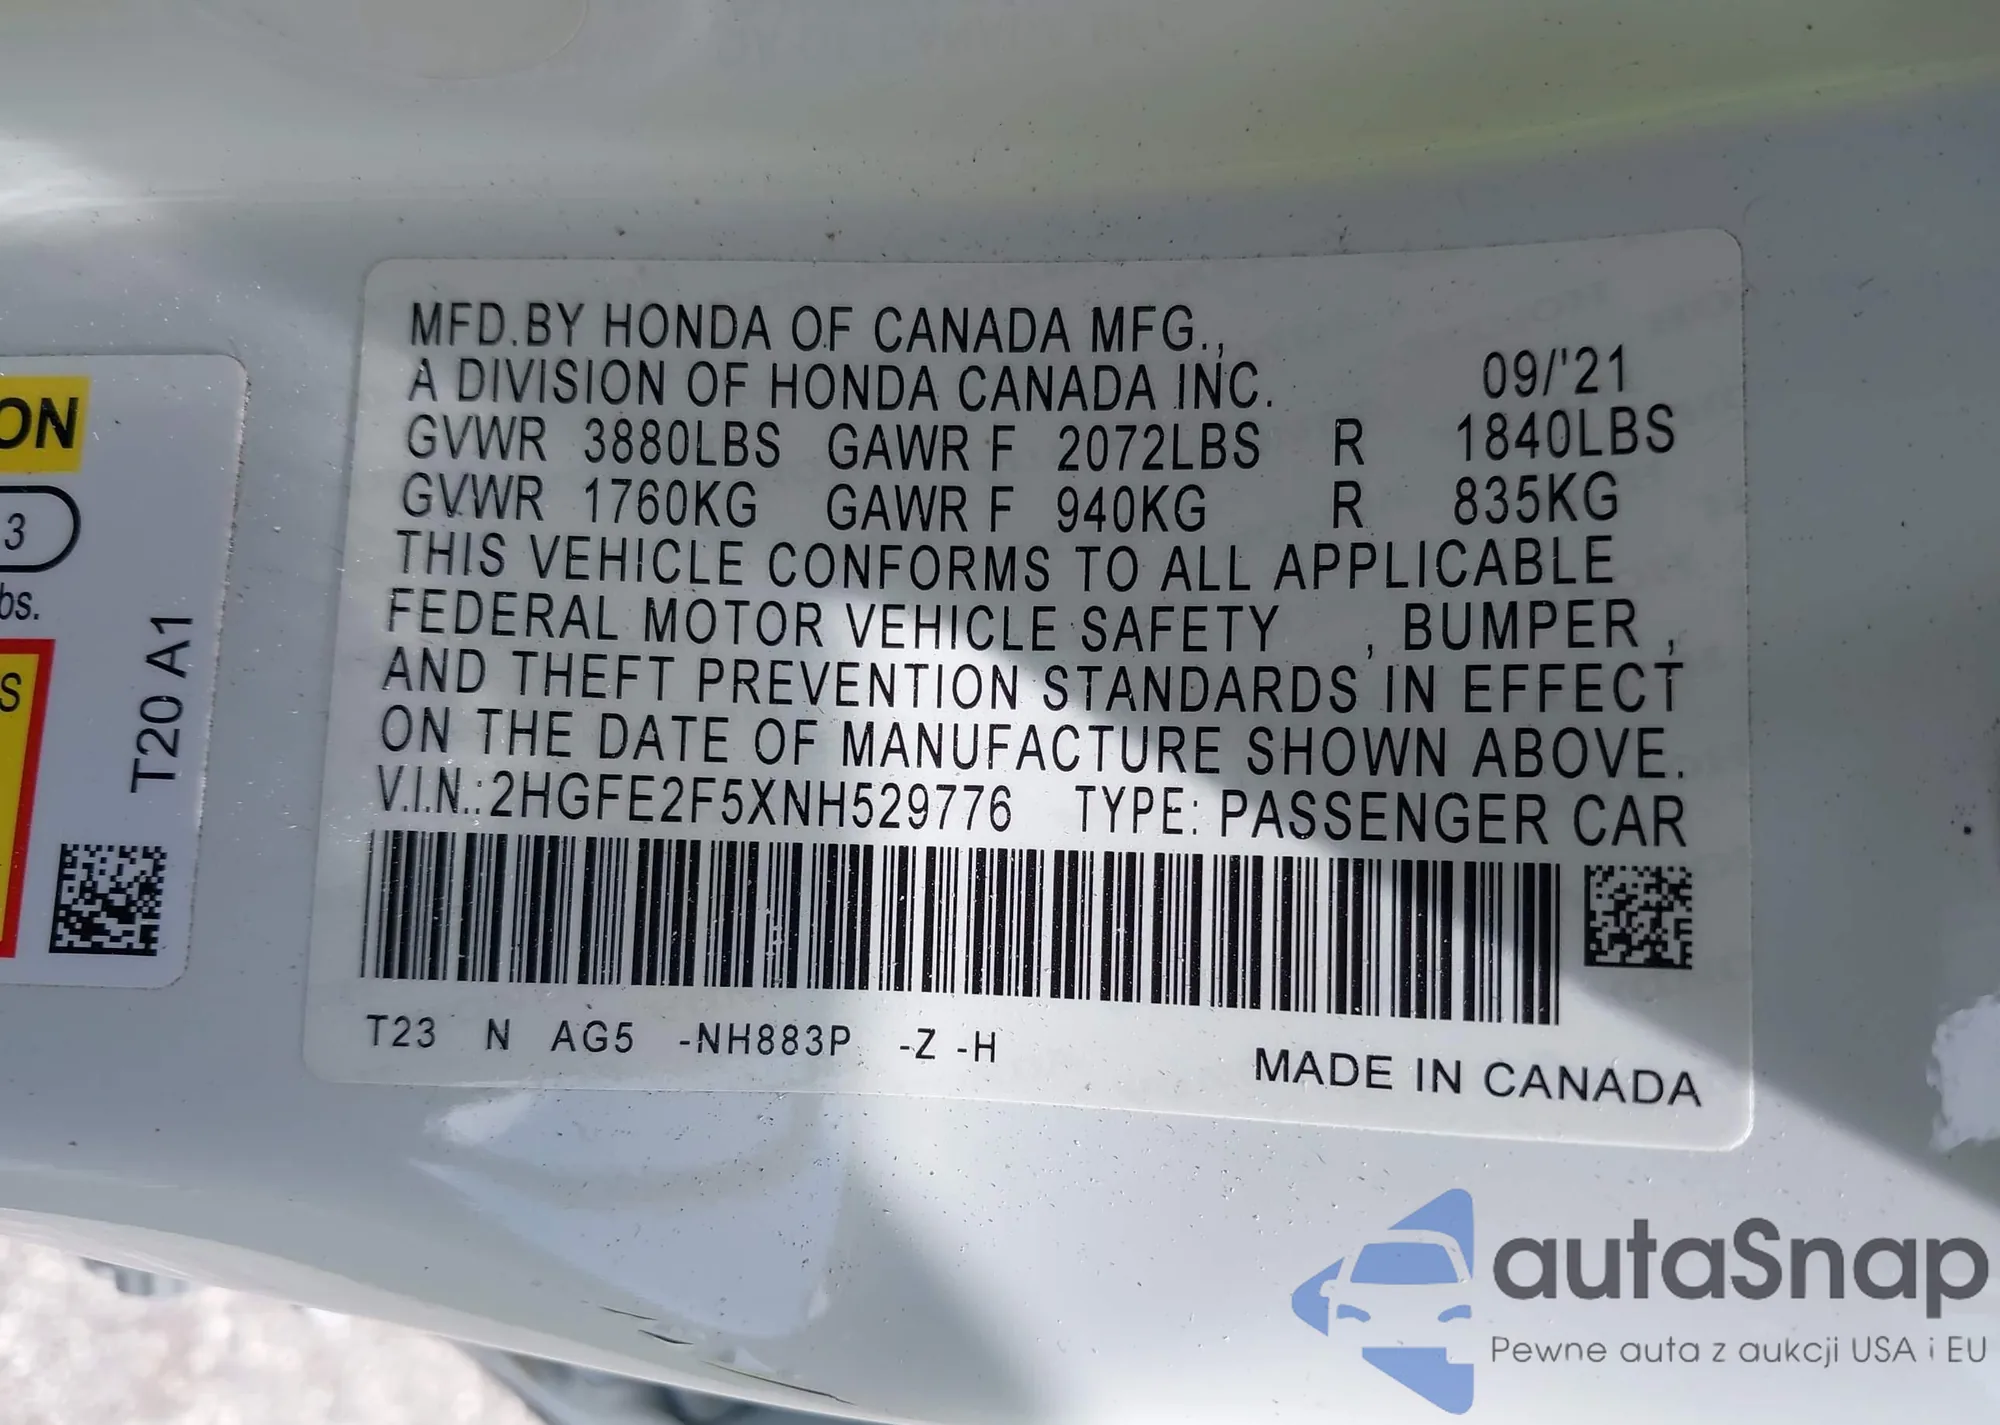 MFD.BY HONDA OF CANADA MFG.,
A DIVISION OF HONDA CANADA INC. 09/'21
GVWR 3880LBS GAWR F 2072LBS R 1840LBS
GVWR 1760KG GAWR F 940KG R 835KG
THIS VEHICLE CONFORMS TO ALL APPLICABLE
FEDERAL MOTOR VEHICLE SAFETY , BUMPER ,
AND THEFT PREVENTION STANDARDS IN EFFECT
ON THE DATE OF MANUFACTURE SHOWN ABOVE.
V.I.N.: 2HGFE2F5XNH529776 TYPE: PASSENGER CAR
T23 N AG5 -NH883P -Z -H
MADE IN CANADA
ON
3
bs.
S
T20 A1
autaSnap
Pewne auta z aukcji USA i EU